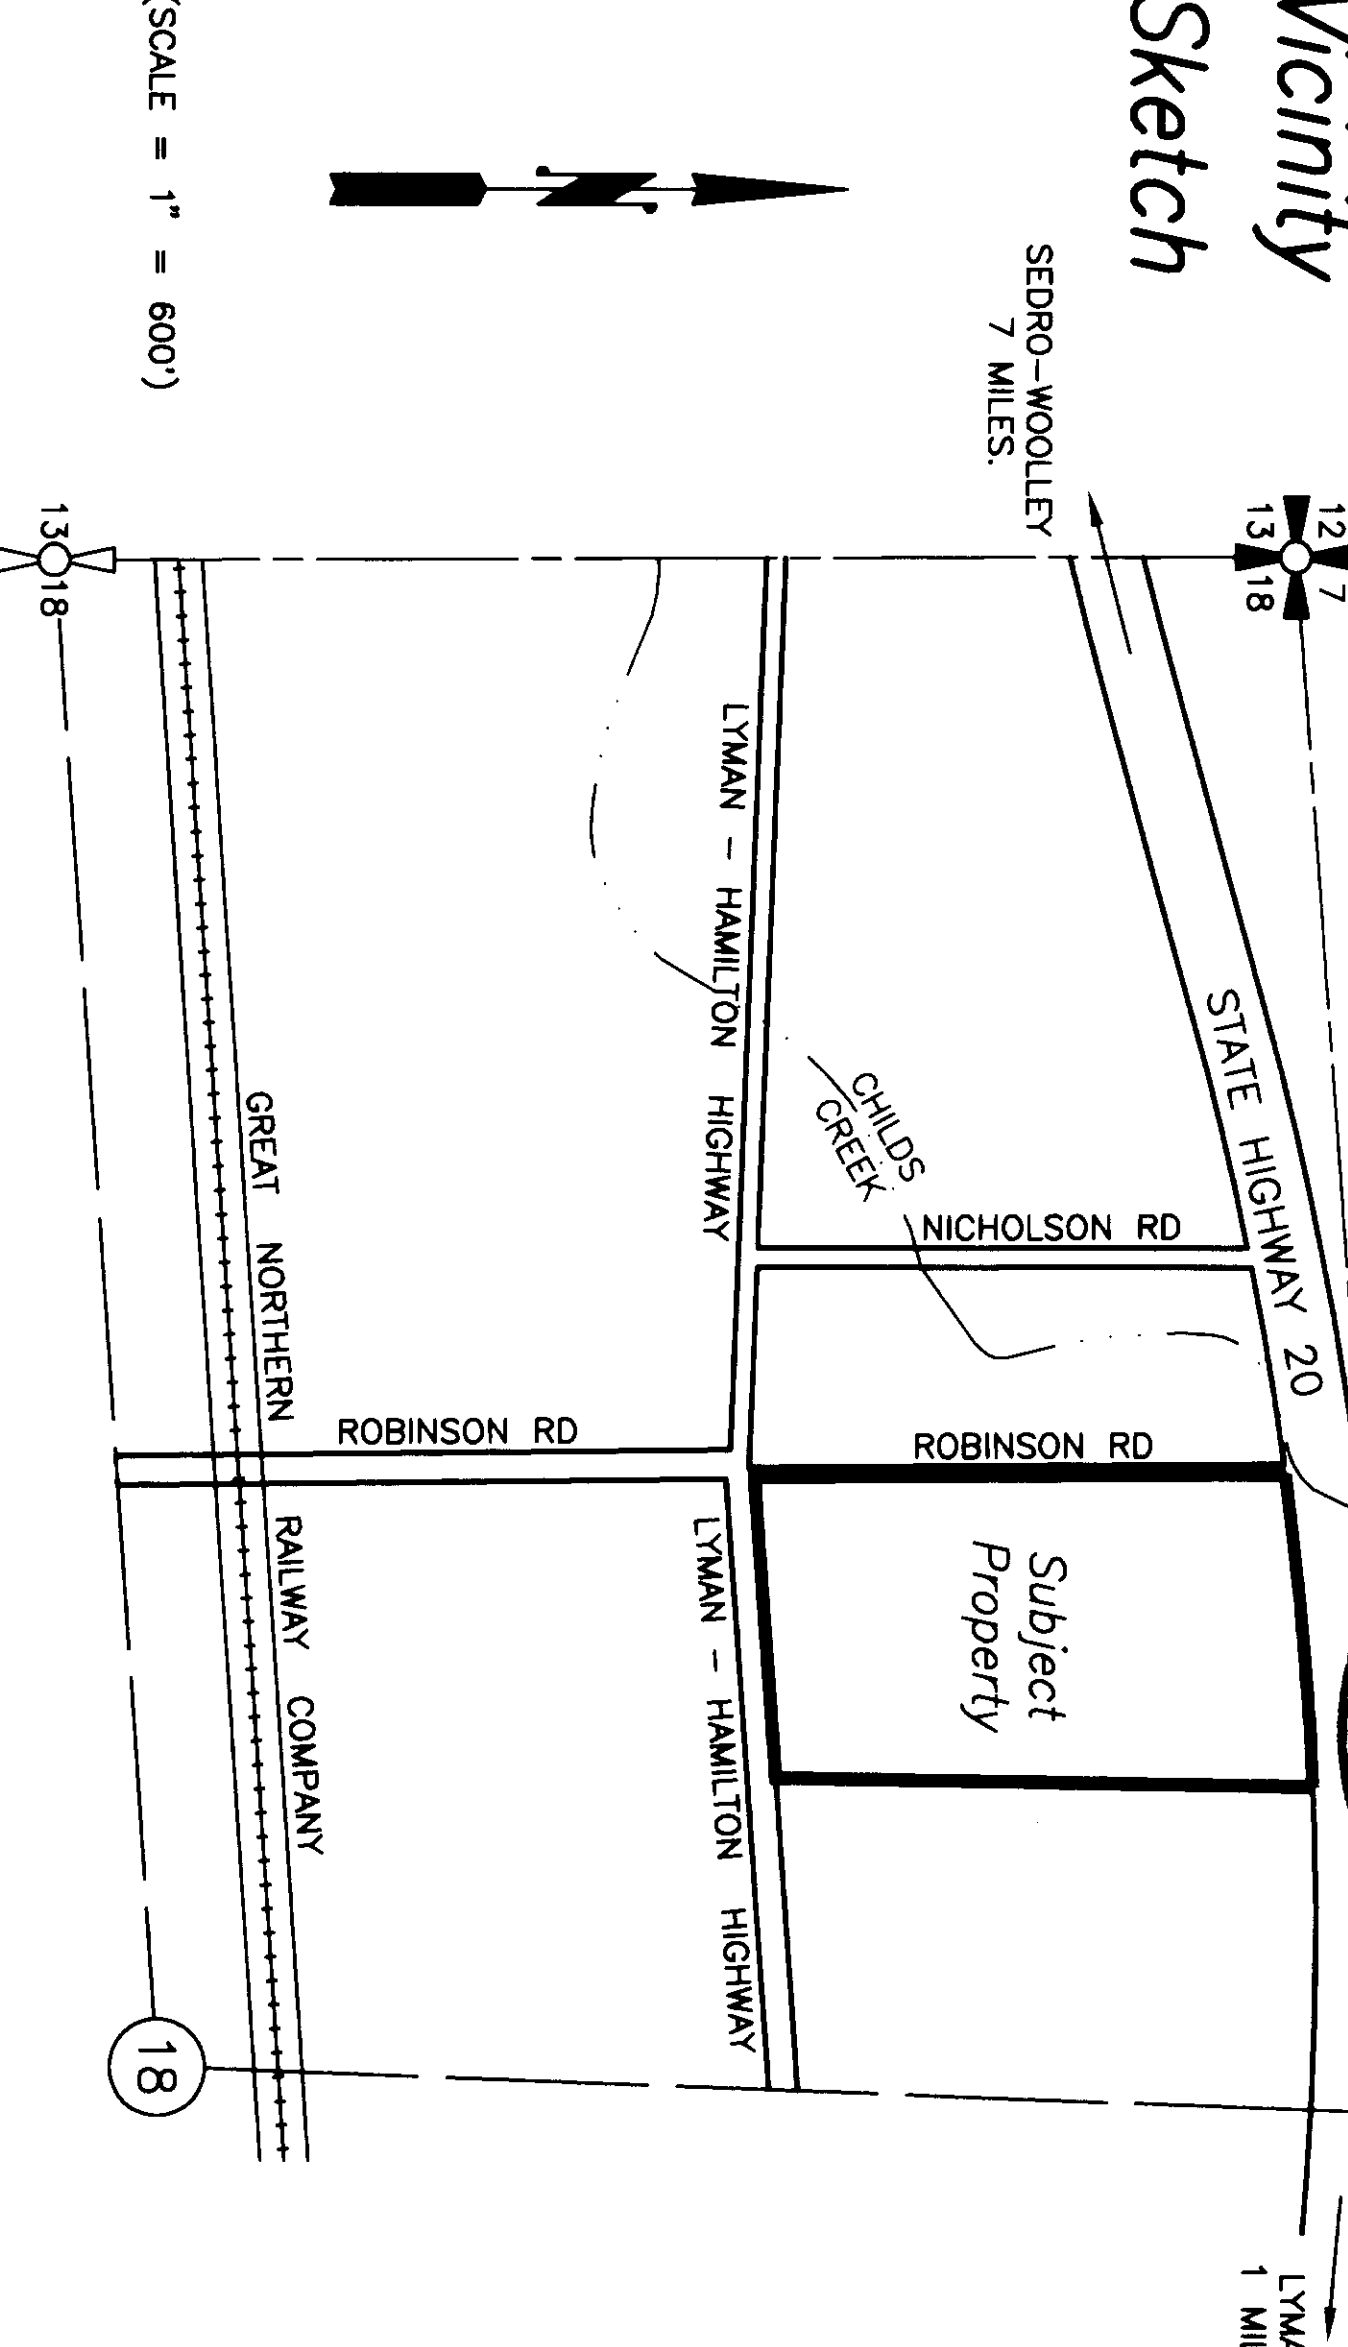 Vicinity
Sketch
(SCALE = 1" = 600')
SEDRO-WOOLLEY
7 MILES.
12
7
13
18
13
18
STATE HIGHWAY 20
LYMAN - HAMILTON HIGHWAY
CHILDS
CREEK
NICHOLSON RD
ROBINSON RD
ROBINSON RD
Subject
Property
LYMAN - HAMILTON HIGHWAY
GREAT NORTHERN RAILWAY COMPANY
18
1